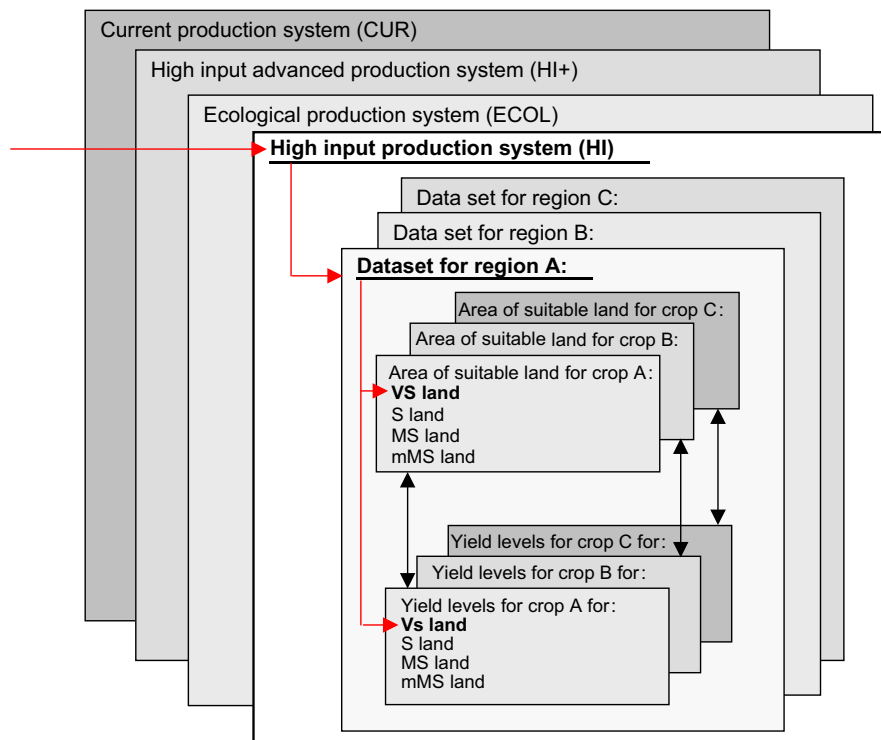 Current production system (CUR)
High input advanced production system (HI+)
Ecological production system (ECOL)
High input production system (HI)
Data set for region C:
Data set for region B:
Dataset for region A:
Area of suitable land for crop C:
Area of suitable land for crop B:
Area of suitable land for crop A:
VS land
S land
MS land
mMS land
Yield levels for crop C for:
Yield levels for crop B for:
Yield levels for crop A for:
Vs land
S land
MS land
mMS land